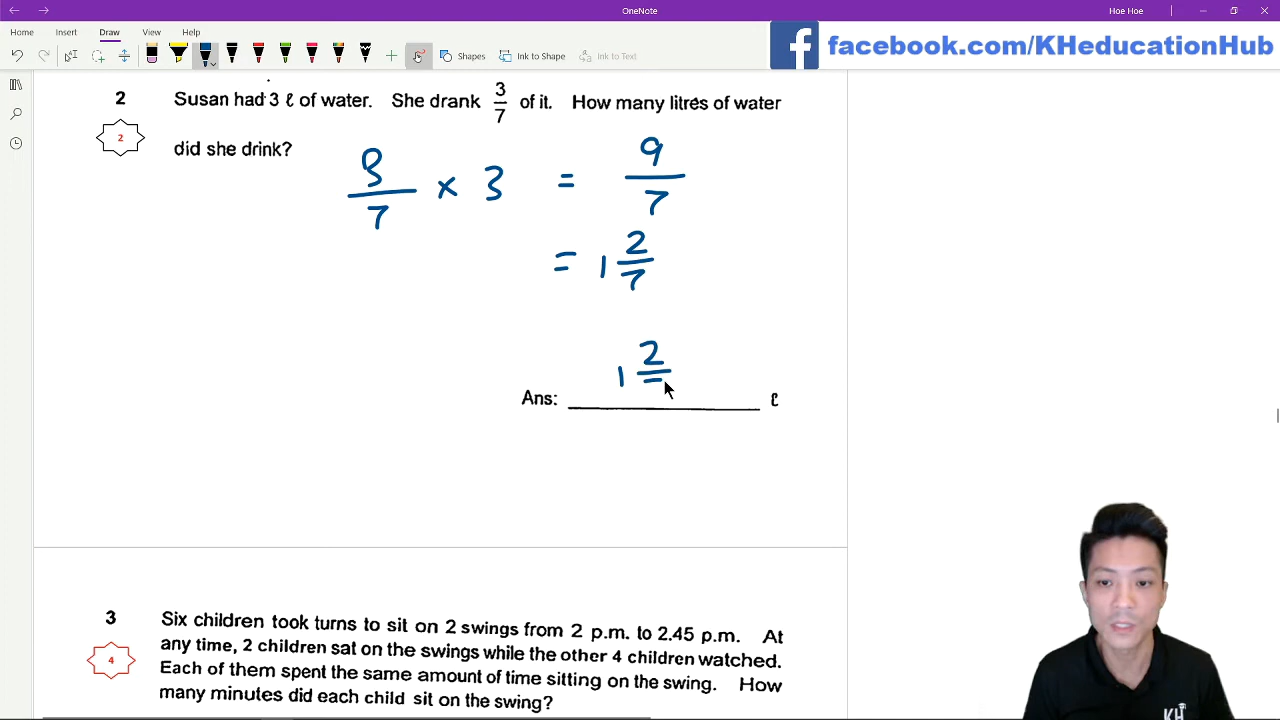 OneNote
Hoe Hoe
Home Insert Draw View Help
Shapes Ink to Shape Ink to Text
facebook.com/KHeducationHub
2 Susan had 3 ℓ of water. She drank 3/7 of it. How many litres of water
2
did she drink?
3/7 × 3 = 9/7
= 1 2/7
1 2/
Ans: ____________ ℓ
3 Six children took turns to sit on 2 swings from 2 p.m. to 2.45 p.m. At
any time, 2 children sat on the swings while the other 4 children watched.
4
Each of them spent the same amount of time sitting on the swing. How
many minutes did each child sit on the swing?
KH